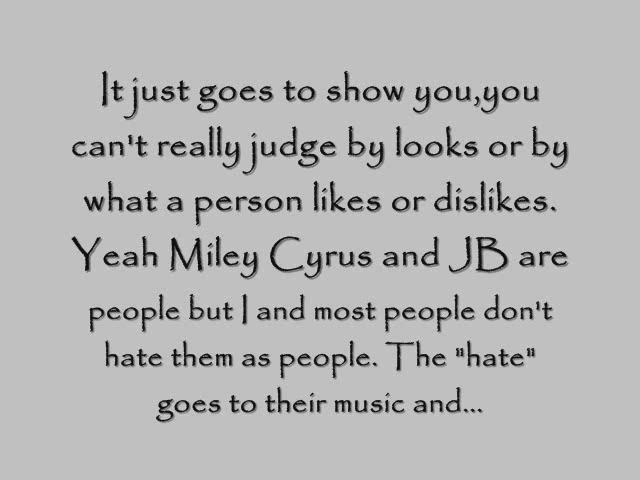 It just goes to show you,you
can't really judge by looks or by
what a person likes or dislikes.
Yeah Miley Cyrus and JB are
people but I and most people don't
hate them as people. The "hate"
goes to their music and...